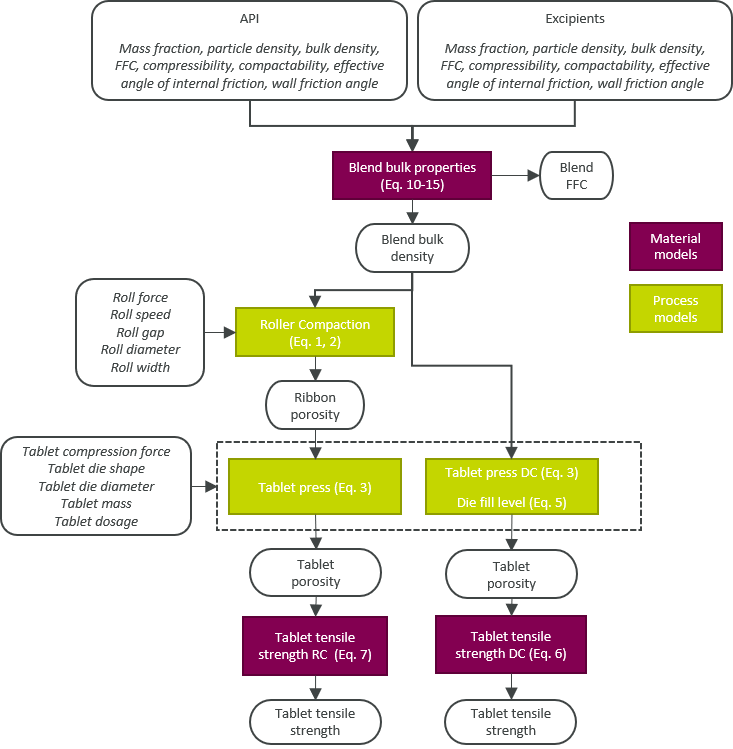 API
Mass fraction, particle density, bulk density,
FFC, compressibility, compactability, effective
angle of internal friction, wall friction angle
Excipients
Mass fraction, particle density, bulk density,
FFC, compressibility, compactability, effective
angle of internal friction, wall friction angle
Blend bulk properties
(Eq. 10-15)
Blend
FFC
Blend bulk
density
Material
models
Process
models
Roll force
Roll speed
Roll gap
Roll diameter
Roll width
Roller Compaction
(Eq. 1, 2)
Ribbon
porosity
Tablet compression force
Tablet die shape
Tablet die diameter
Tablet mass
Tablet dosage
Tablet press (Eq. 3)
Tablet press DC (Eq. 3)
Die fill level (Eq. 5)
Tablet
porosity
Tablet
porosity
Tablet tensile
strength RC (Eq. 7)
Tablet tensile
strength DC (Eq. 6)
Tablet tensile
strength
Tablet tensile
strength